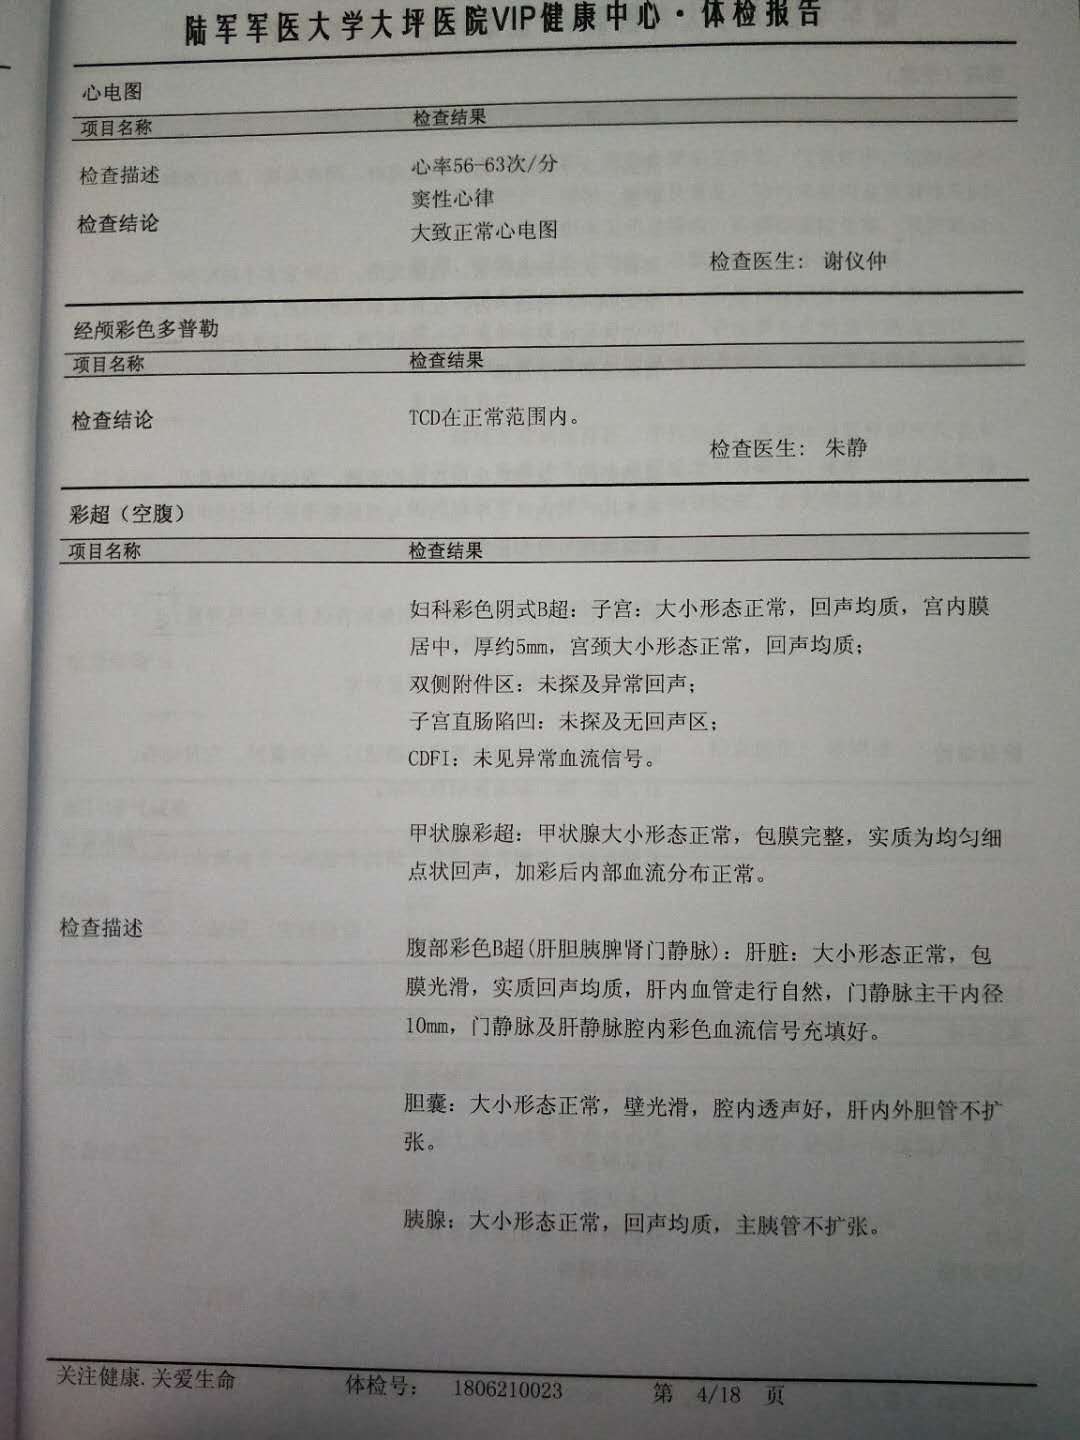 陆军军医大学大坪医院VIP健康中心·体检报告
心电图
项目名称 检查结果
检查描述 心率56-63次/分
窦性心律
检查结论 大致正常心电图
检查医生: 谢仪仲
经颅彩色多普勒
项目名称 检查结果
检查结论 TCD在正常范围内。
检查医生: 朱静
彩超（空腹）
项目名称 检查结果
妇科彩色阴式B超: 子宫: 大小形态正常, 回声均质, 宫内膜
居中, 厚约5mm, 宫颈大小形态正常, 回声均质;
双侧附件区: 未探及异常回声;
子宫直肠陷凹: 未探及无回声区;
CDFI: 未见异常血流信号。
甲状腺彩超: 甲状腺大小形态正常, 包膜完整, 实质为均匀细
点状回声, 加彩后内部血流分布正常。
检查描述
腹部彩色B超(肝胆胰脾肾门静脉): 肝脏: 大小形态正常, 包
膜光滑, 实质回声均质, 肝内血管走行自然, 门静脉主干内径
10mm, 门静脉及肝静脉腔内彩色血流信号充填好。
胆囊: 大小形态正常, 壁光滑, 腔内透声好, 肝内外胆管不扩
张。
胰腺: 大小形态正常, 回声均质, 主胰管不扩张。
关注健康.关爱生命 体检号: 1806210023 第 4/18 页